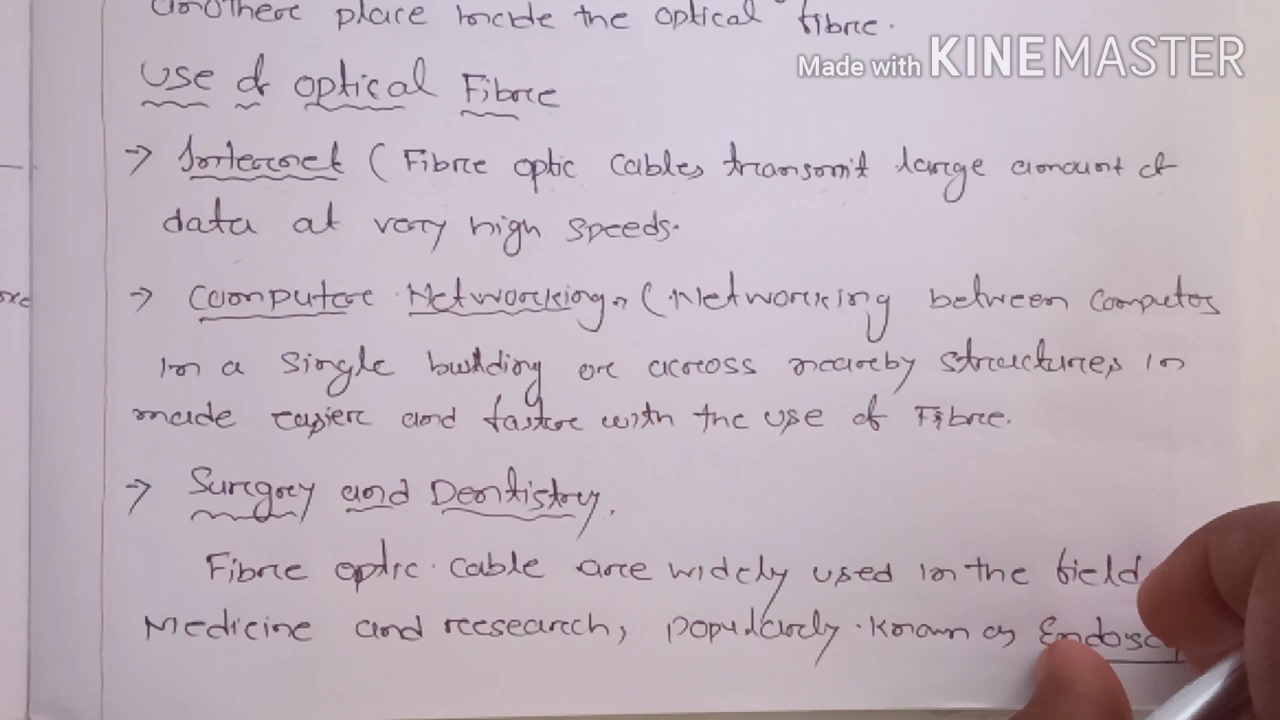 another place inside the optical fibre.
Made with KINEMASTER
Use of optical Fibre
→ Internet ( Fibre optic cables transmit large amount of
data at very high speeds.
→ Computer Networking, ( Networking between Computes
in a single building or across nearby structures in
made easier and faster with the use of Fibre.
→ Surgery and Dentistry.
Fibre optic cable are widely used in the field
Medicine and research, popularly known as